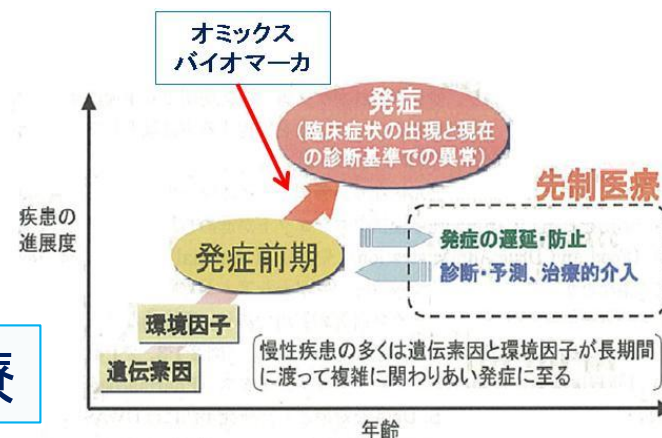 オミックス
バイオマーカ
発症
(臨床症状の出現と現在
の診断基準での異常)
先制医療
疾患の
進展度
発症前期
発症の遅延・防止
診断・予測、治療的介入
環境因子
遺伝素因
慢性疾患の多くは遺伝素因と環境因子が長期間
に渡って複雑に関わりあい発症に至る
療
年齢